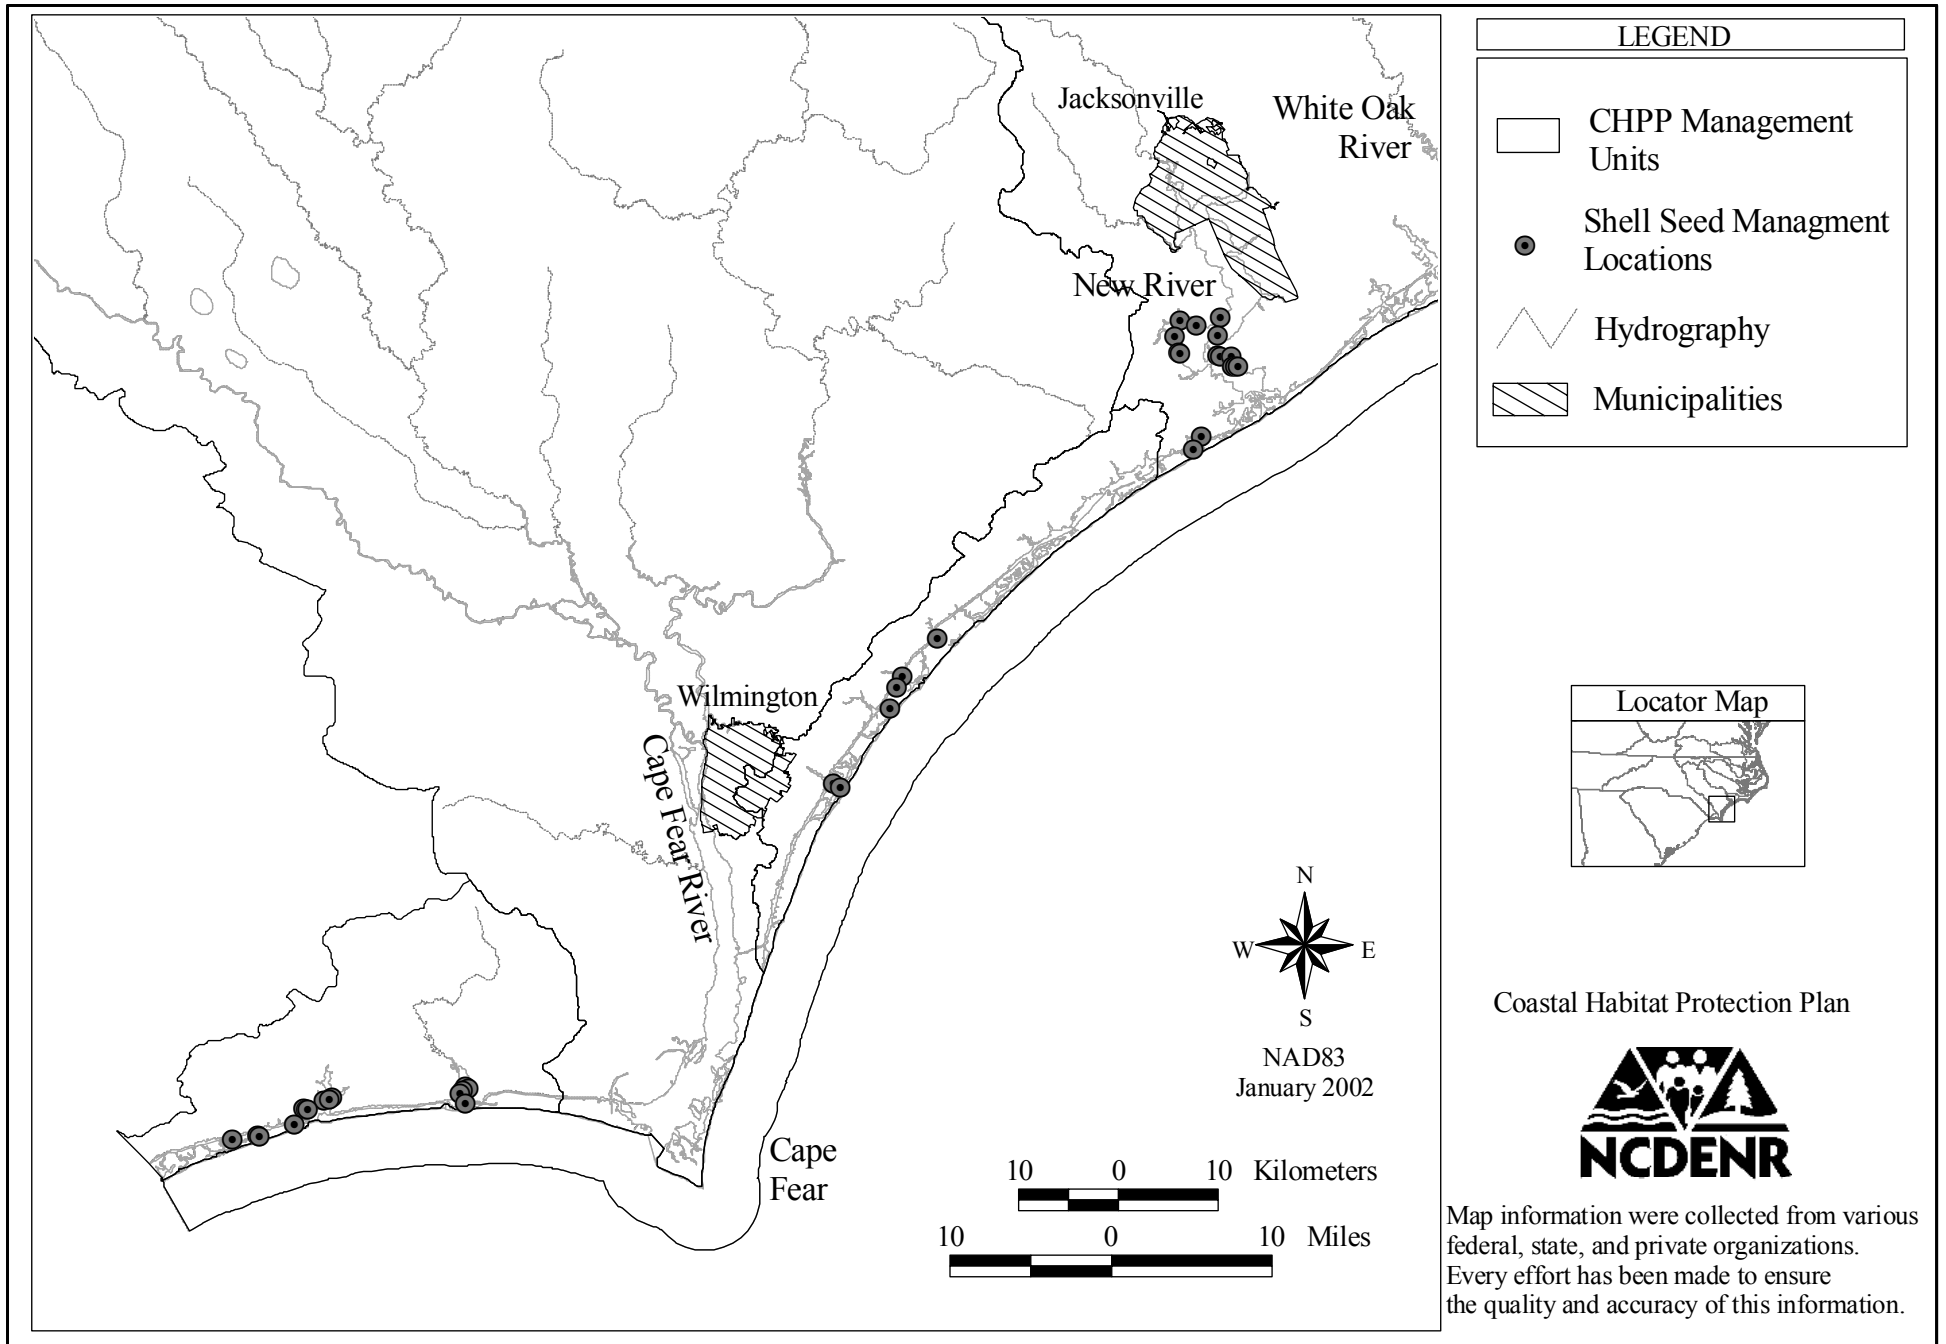 Jacksonville
White Oak
River
New River
Wilmington
Cape Fear River
Cape
Fear
N
W E
S
NAD83
January 2002
10 0 10 Kilometers
10 0 10 Miles
LEGEND
CHPP Management
Units
Shell Seed Managment
Locations
Hydrography
Municipalities
Locator Map
Coastal Habitat Protection Plan
NCDENR
Map information were collected from various
federal, state, and private organizations.
Every effort has been made to ensure
the quality and accuracy of this information.